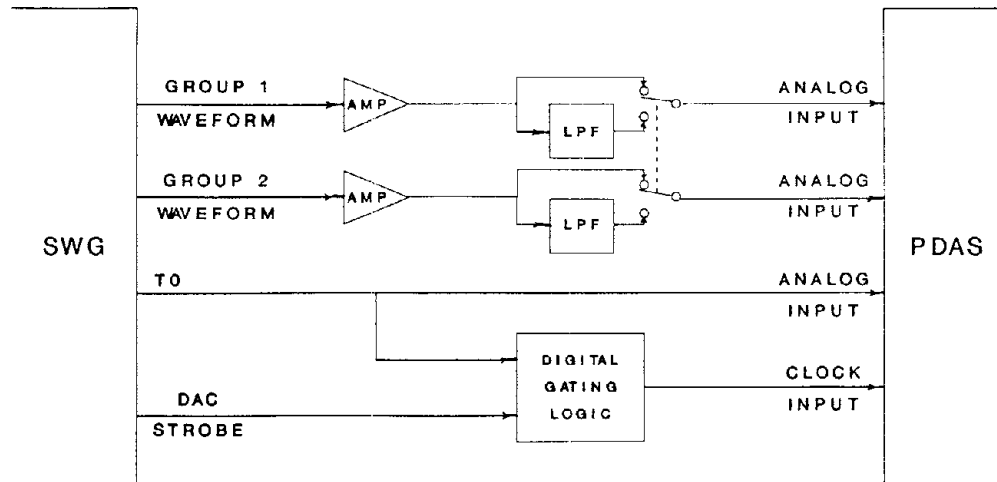 GROUP 1
WAVEFORM
AMP
LPF
ANALOG
INPUT
GROUP 2
WAVEFORM
AMP
LPF
ANALOG
INPUT
SWG
PDAS
T0
ANALOG
INPUT
DIGITAL
GATING
LOGIC
CLOCK
INPUT
DAC
STROBE